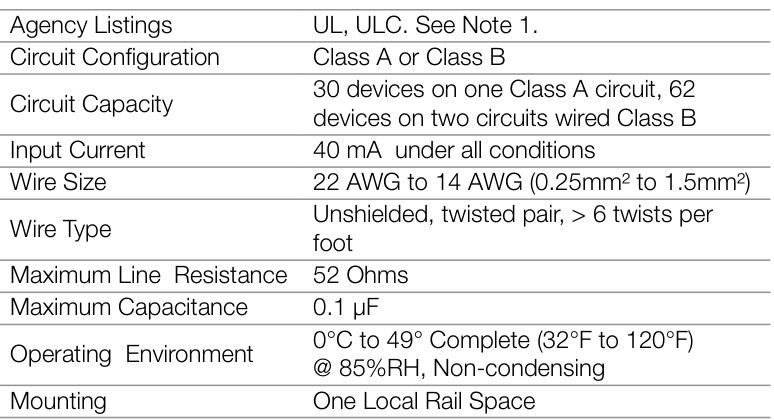 Agency Listings UL, ULC. See Note 1.
Circuit Configuration Class A or Class B
Circuit Capacity 30 devices on one Class A circuit, 62
devices on two circuits wired Class B
Input Current 40 mA under all conditions
Wire Size 22 AWG to 14 AWG (0.25mm² to 1.5mm²)
Wire Type Unshielded, twisted pair, > 6 twists per
foot
Maximum Line Resistance 52 Ohms
Maximum Capacitance 0.1 µF
Operating Environment 0°C to 49° Complete (32°F to 120°F)
@ 85%RH, Non-condensing
Mounting One Local Rail Space